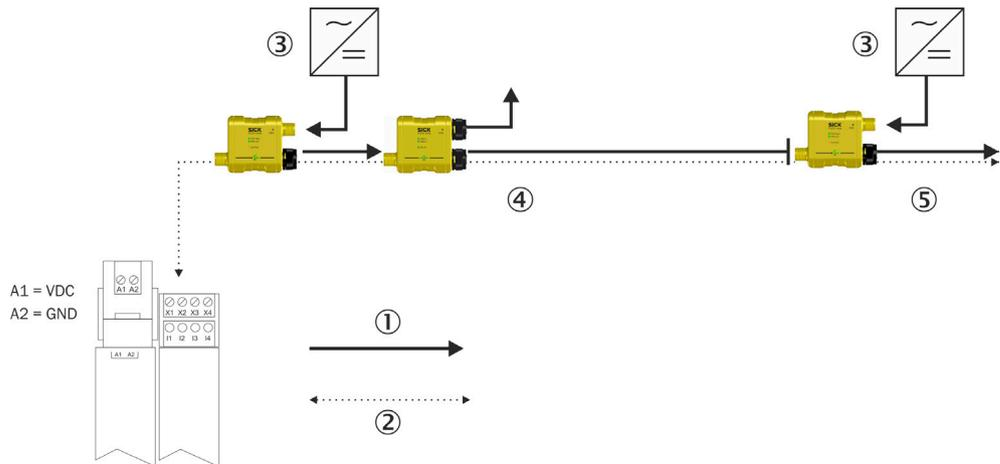 ③
③
SICK
SICK
SICK
④
⑤
A1 = VDC
A2 = GND
A1 A2
X1 X2 X3 X4
I1 I2 I3 I4
A1 A2
①
②